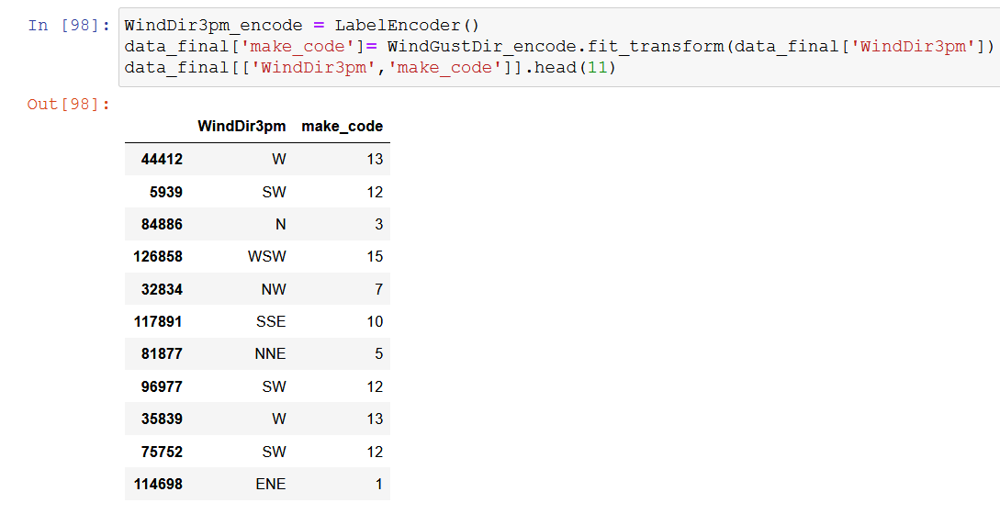 In [98]: WindDir3pm_encode = LabelEncoder()
data_final['make_code']= WindGustDir_encode.fit_transform(data_final['WindDir3pm'])
data_final[['WindDir3pm','make_code']].head(11)
Out[98]:
WindDir3pm make_code
44412 W 13
5939 SW 12
84886 N 3
126858 WSW 15
32834 NW 7
117891 SSE 10
81877 NNE 5
96977 SW 12
35839 W 13
75752 SW 12
114698 ENE 1